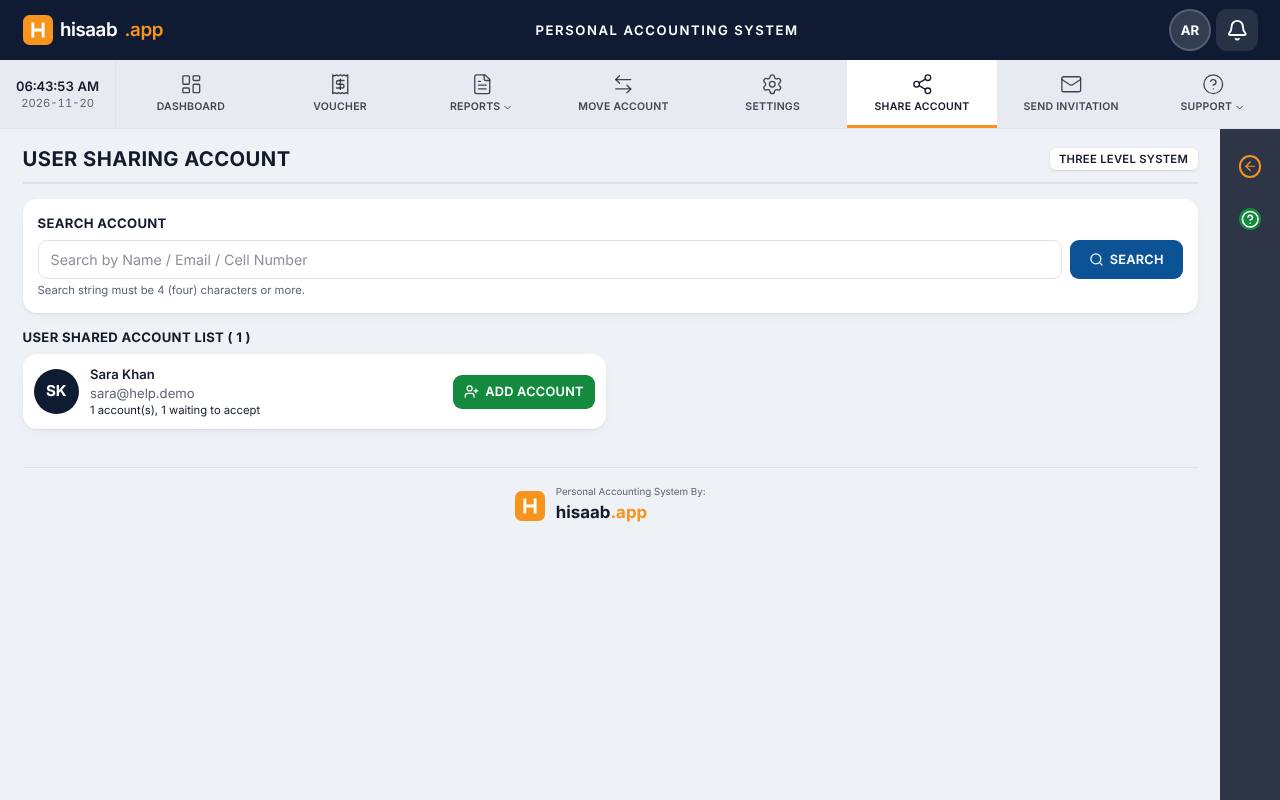 H hisaab .app
PERSONAL ACCOUNTING SYSTEM
AR
06:43:53 AM
2026-11-20
DASHBOARD
VOUCHER
REPORTS
MOVE ACCOUNT
SETTINGS
SHARE ACCOUNT
SEND INVITATION
SUPPORT
USER SHARING ACCOUNT
THREE LEVEL SYSTEM
SEARCH ACCOUNT
Search by Name / Email / Cell Number
SEARCH
Search string must be 4 (four) characters or more.
USER SHARED ACCOUNT LIST ( 1 )
SK
Sara Khan
sara@help.demo
1 account(s), 1 waiting to accept
ADD ACCOUNT
Personal Accounting System By:
H hisaab.app